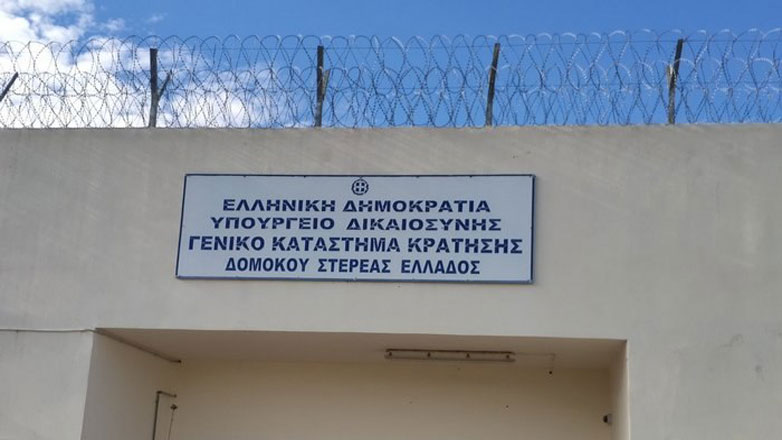 ΕΛΛΗΝΙΚΗ ΔΗΜΟΚΡΑΤΙΑ
ΥΠΟΥΡΓΕΙΟ ΔΙΚΑΙΟΣΥΝΗΣ
ΓΕΝΙΚΟ ΚΑΤΑΣΤΗΜΑ ΚΡΑΤΗΣΗΣ
ΔΟΜΟΚΟΥ ΣΤΕΡΕΑΣ ΕΛΛΑΔΟΣ